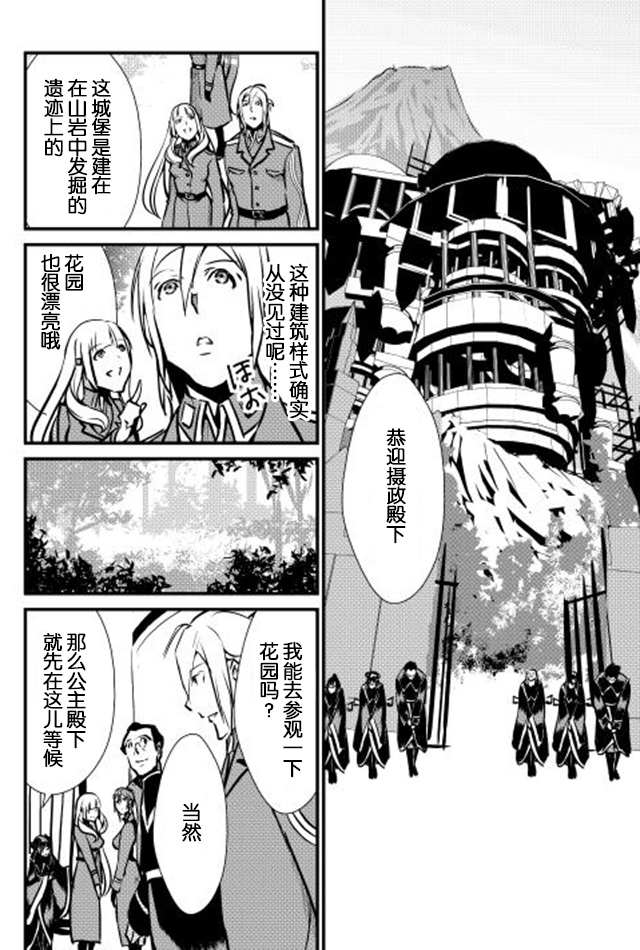 恭迎摄政殿下
这城堡是建在
在山岩中发掘的
遗迹上的
这种建筑样式确实
从没见过呢……
ほお
花园
也很漂亮哦
我能去参观一下
花园吗？
当然
那么公主殿下
就先在这儿等候